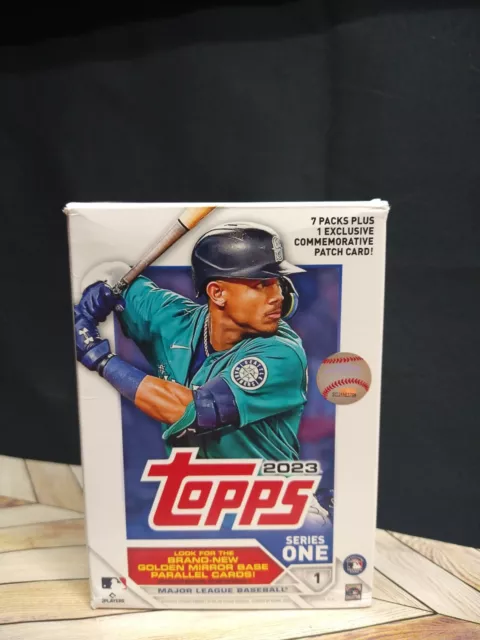 7 PACKS PLUS
1 EXCLUSIVE
COMMEMORATIVE
PATCH CARD!
2023
TOPPS
SERIES
ONE
LOOK FOR THE
BRAND-NEW
GOLDEN MIRROR BASE
PARALLEL CARDS!
1
MAJOR LEAGUE BASEBALL
PLAYERS